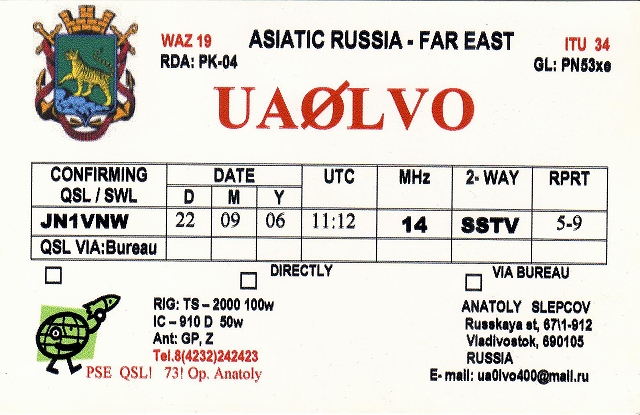 WAZ 19 ASIATIC RUSSIA - FAR EAST ITU 34
RDA: PK-04 GL: PN53xe
UAØLVO
CONFIRMING QSL / SWL DATE UTC MHz 2- WAY RPRT
D M Y
JN1VNW 22 09 06 11:12 14 SSTV 5-9
QSL VIA:Bureau
DIRECTLY VIA BUREAU
RIG: TS – 2000 100w
IC – 910 D 50w
Ant: GP, Z
Tel.8(4232)242423
PSE QSL! 73! Op. Anatoly
ANATOLY SLEPCOV
Russkaya st, 67\1-912
Vladivostok, 690105
RUSSIA
E- mail: ua0lvo400@mail.ru